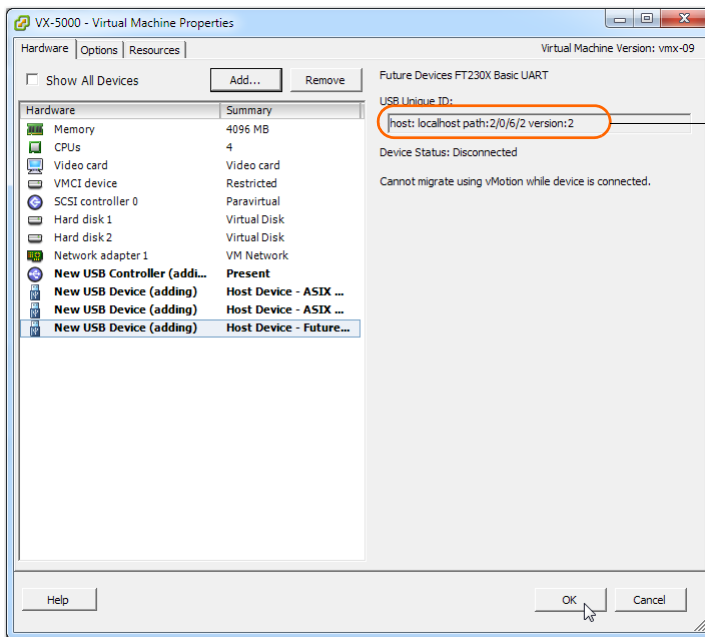 VX-5000 - Virtual Machine Properties
Hardware Options Resources Virtual Machine Version: vmx-09
Show All Devices Add... Remove
Future Devices FT230X Basic UART
USB Unique ID:
host: localhost path:2/0/6/2 version:2
Device Status: Disconnected
Cannot migrate using vMotion while device is connected.
Hardware Summary
Memory 4096 MB
CPUs 4
Video card Video card
VMCI device Restricted
SCSI controller 0 Paravirtual
Hard disk 1 Virtual Disk
Hard disk 2 Virtual Disk
Network adapter 1 VM Network
New USB Controller (addi... Present
New USB Device (adding) Host Device - ASIX ...
New USB Device (adding) Host Device - ASIX ...
New USB Device (adding) Host Device - Future...
Help OK Cancel